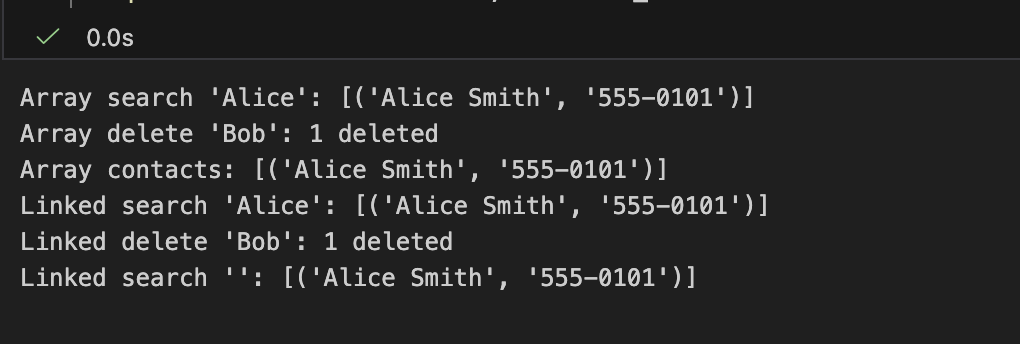 0.0s
Array search 'Alice': [('Alice Smith', '555-0101')]
Array delete 'Bob': 1 deleted
Array contacts: [('Alice Smith', '555-0101')]
Linked search 'Alice': [('Alice Smith', '555-0101')]
Linked delete 'Bob': 1 deleted
Linked search '': [('Alice Smith', '555-0101')]